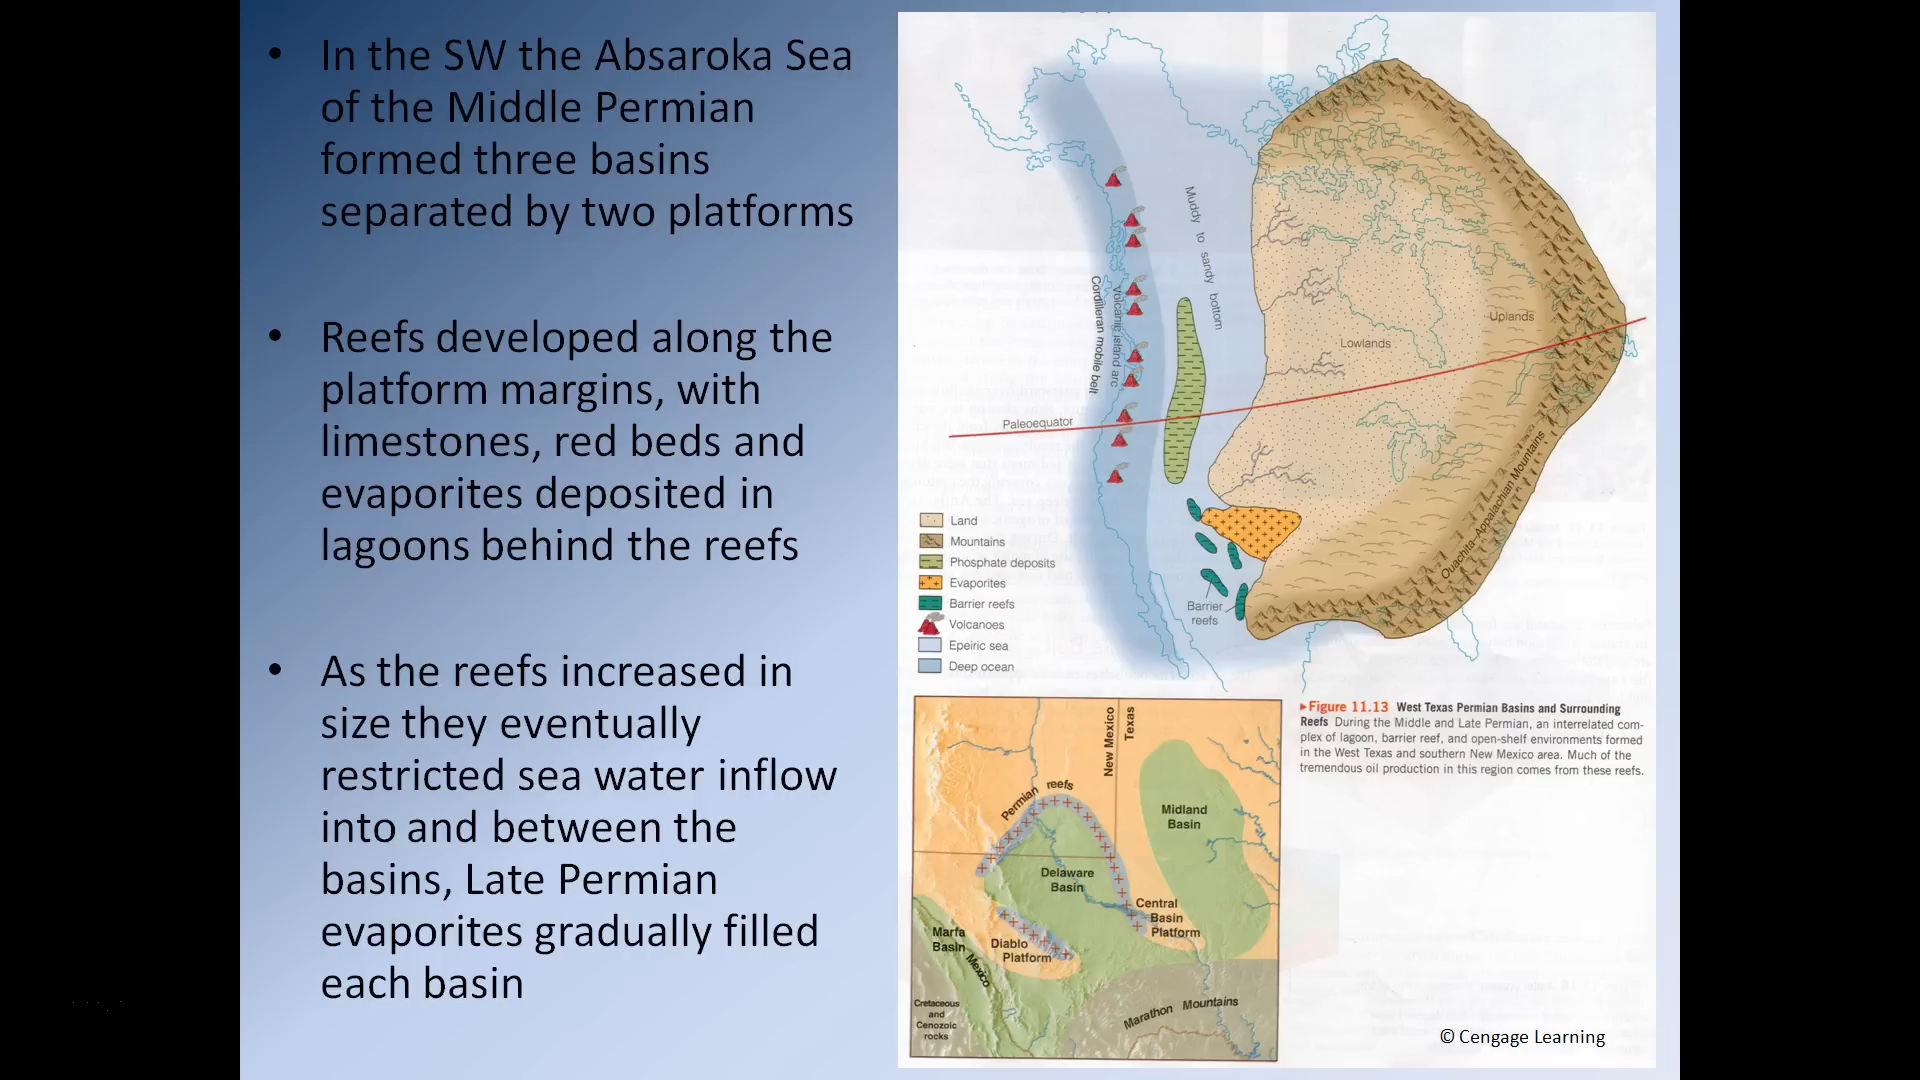 • In the SW the Absaroka Sea
of the Middle Permian
formed three basins
separated by two platforms
• Reefs developed along the
platform margins, with
limestones, red beds and
evaporites deposited in
lagoons behind the reefs
• As the reefs increased in
size they eventually
restricted sea water inflow
into and between the
basins, Late Permian
evaporites gradually filled
each basin
Muddy to sandy bottom
Volcanic island arc
Cordilleran mobile belt
Uplands
Lowlands
Paleoequator
Ouachita-Appalachian Mountains
Barrier
reefs
Land
Mountains
Phosphate deposits
Evaporites
Barrier reefs
Volcanoes
Epeiric sea
Deep ocean
New Mexico
Texas
Permian reefs
Midland
Basin
Delaware
Basin
Central
Basin
Platform
Marfa
Basin
Diablo
Platform
Mexico
Cretaceous
and
Cenozoic
rocks
Marathon Mountains
▸Figure 11.13 West Texas Permian Basins and Surrounding
Reefs During the Middle and Late Permian, an interrelated com-
plex of lagoon, barrier reef, and open-shelf environments formed
in the West Texas and southern New Mexico area. Much of the
tremendous oil production in this region comes from these reefs.
© Cengage Learning